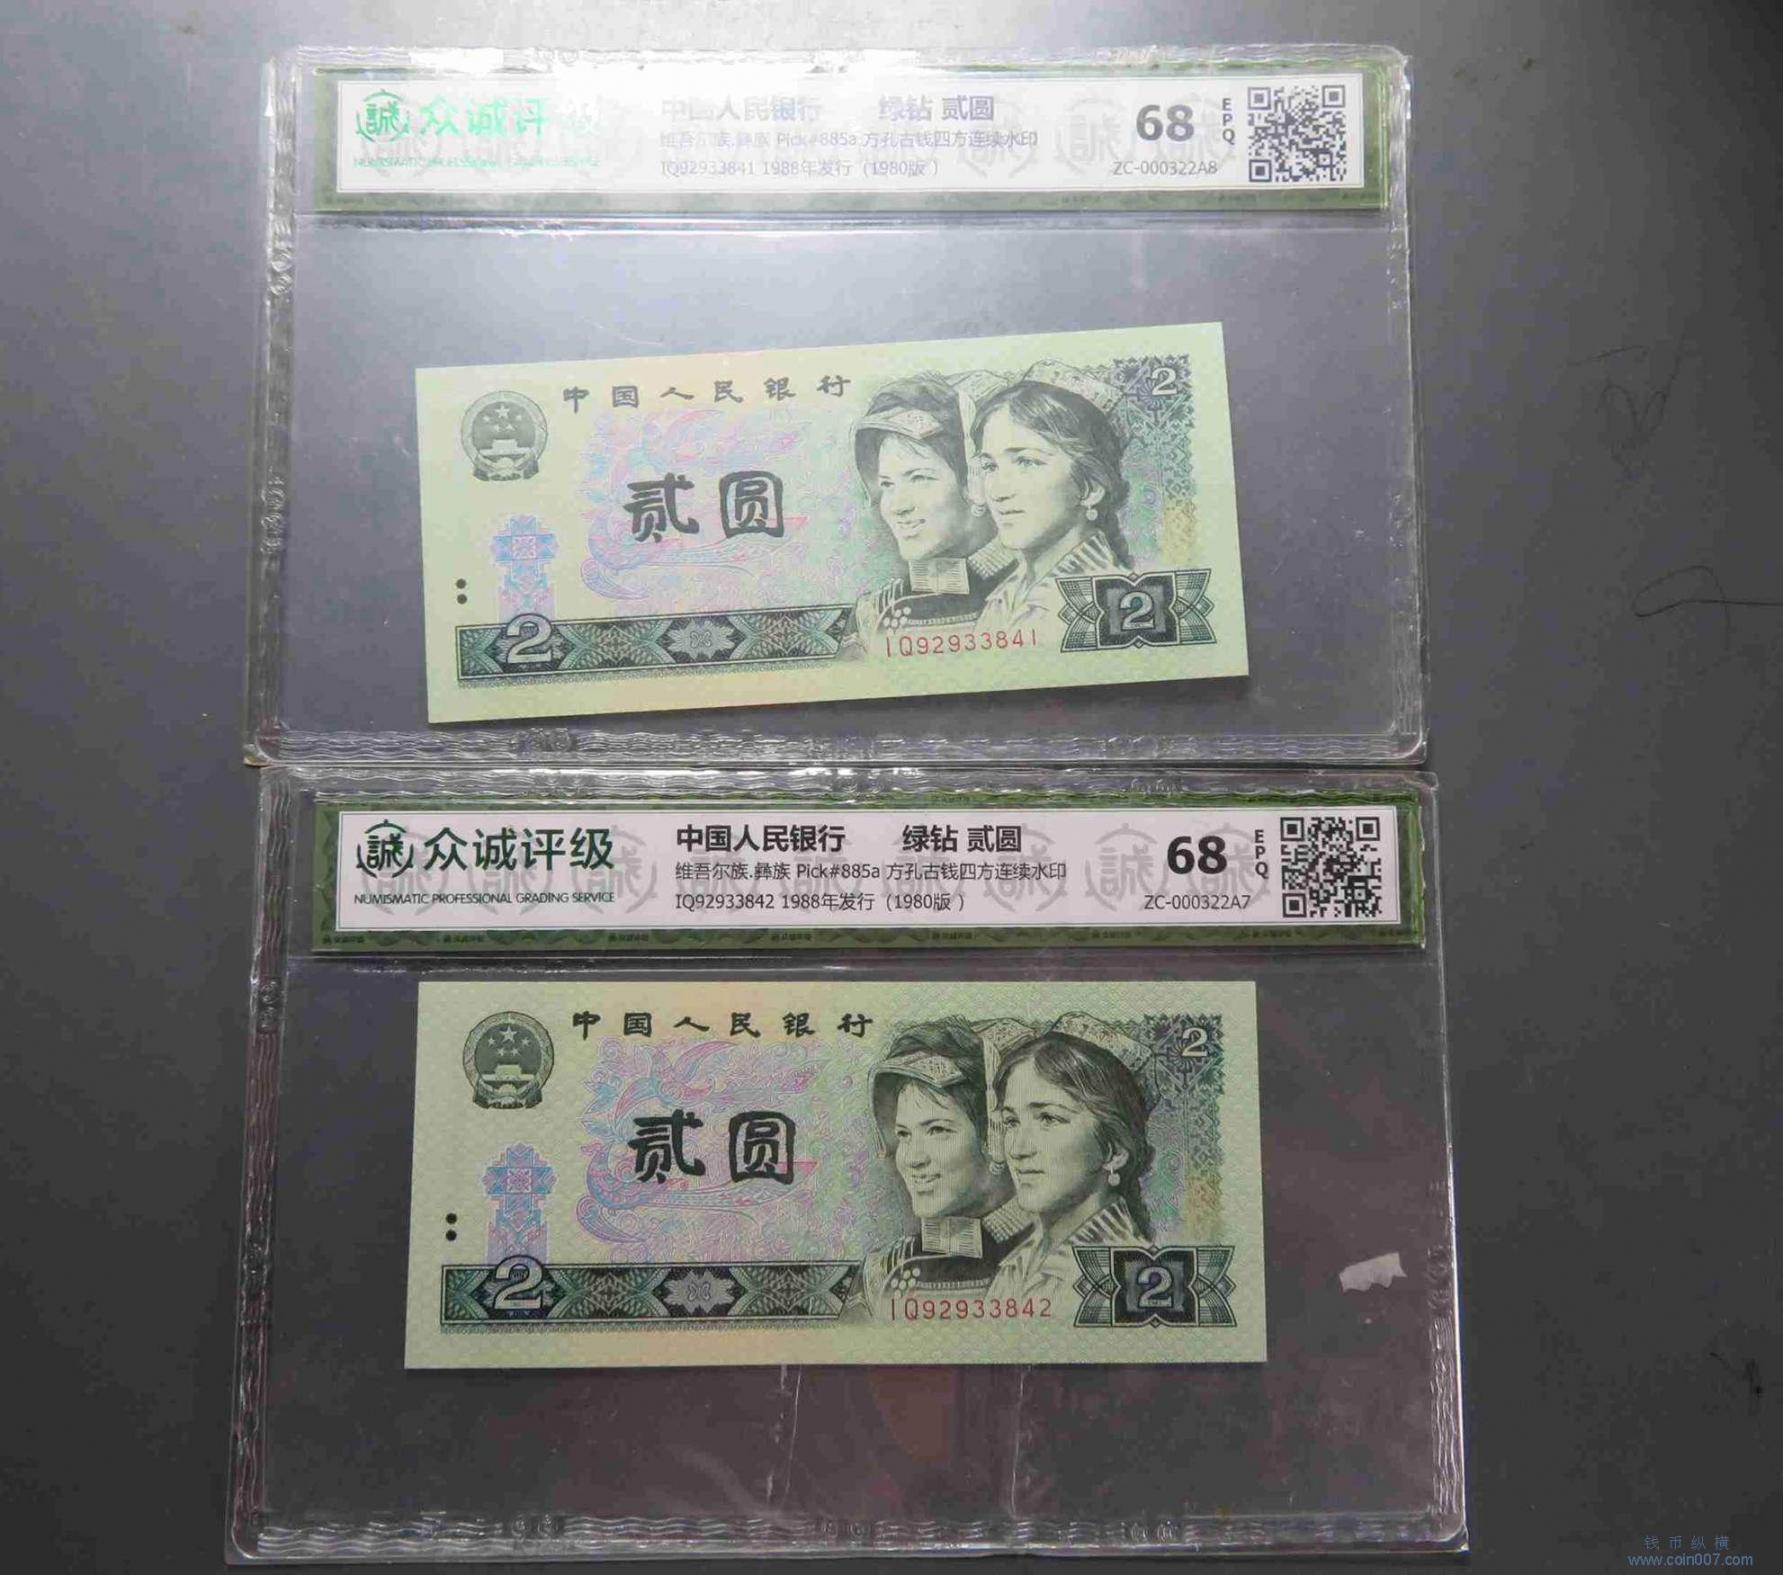 誠 众诚评级
NUMISMATIC PROFESSIONAL GRADING SERVICE
中国人民银行 绿钻 贰圆
维吾尔族.彝族 Pick#885a 方孔古钱四方连续水印
IQ92933841 1988年发行（1980版）
68
EPQ
ZC-000322A8
中国人民银行
2
贰圆
2
IQ92933841
2
誠 众诚评级
NUMISMATIC PROFESSIONAL GRADING SERVICE
中国人民银行 绿钻 贰圆
维吾尔族.彝族 Pick#885a 方孔古钱四方连续水印
IQ92933842 1988年发行（1980版）
68
EPQ
ZC-000322A7
中国人民银行
2
贰圆
2
IQ92933842
2
钱币纵横
www.coin007.com